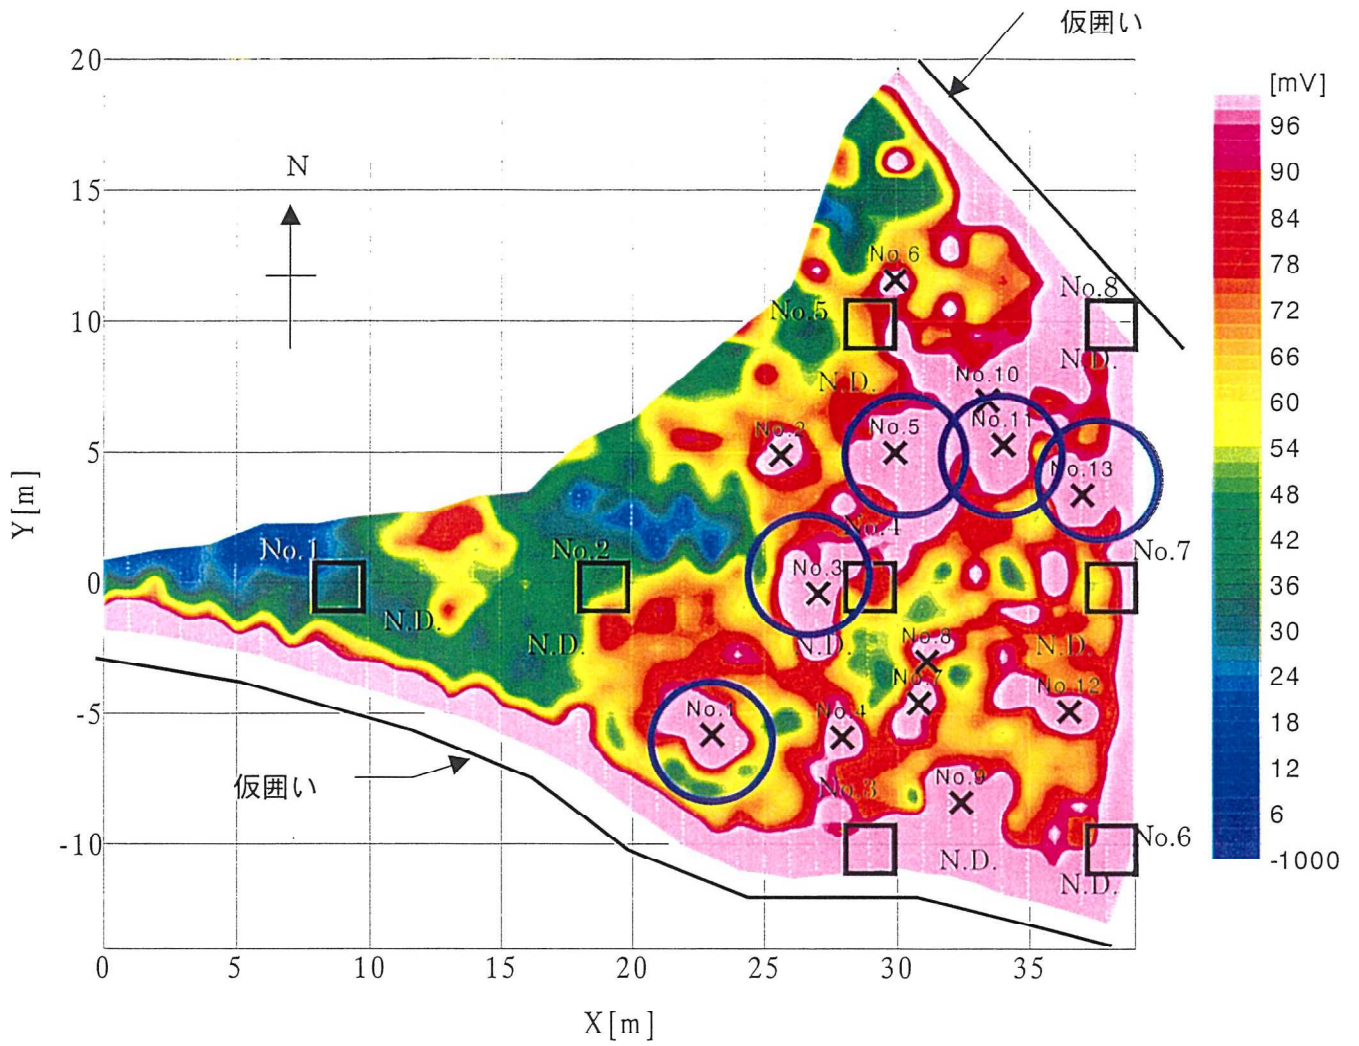 仮囲い
[mV]
20
15
10
5
0
-5
-10
Y[m]
N
No.6
No.5
No.8
N.D.
N.D.
No.10
No.2
No.5
No.11
No.13
No.4
No.1
No.2
No.3
No.7
N.D.
N.D.
N.D.
N.D.
No.8
No.7
No.12
No.1
No.4
仮囲い
No.3
No.9
No.6
N.D.
N.D.
96
90
84
78
72
66
60
54
48
42
36
30
24
18
12
6
-1000
0
5
10
15
20
25
30
35
X[m]